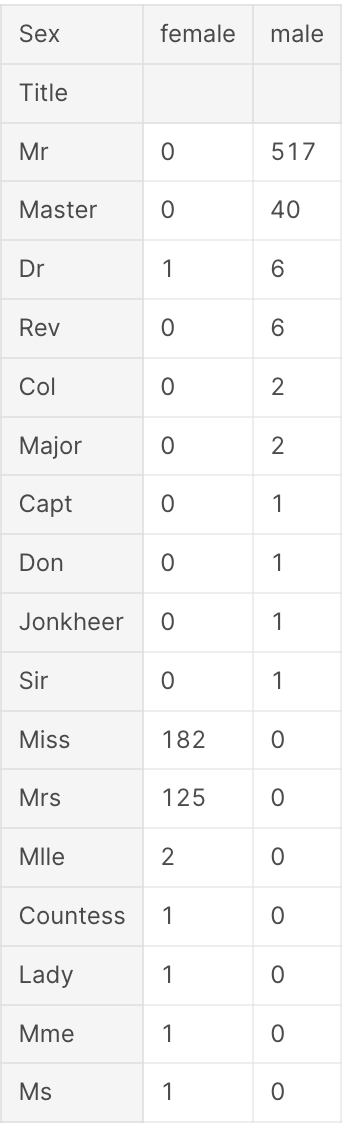 Sex female male
Title
Mr 0 517
Master 0 40
Dr 1 6
Rev 0 6
Col 0 2
Major 0 2
Capt 0 1
Don 0 1
Jonkheer 0 1
Sir 0 1
Miss 182 0
Mrs 125 0
Mlle 2 0
Countess 1 0
Lady 1 0
Mme 1 0
Ms 1 0